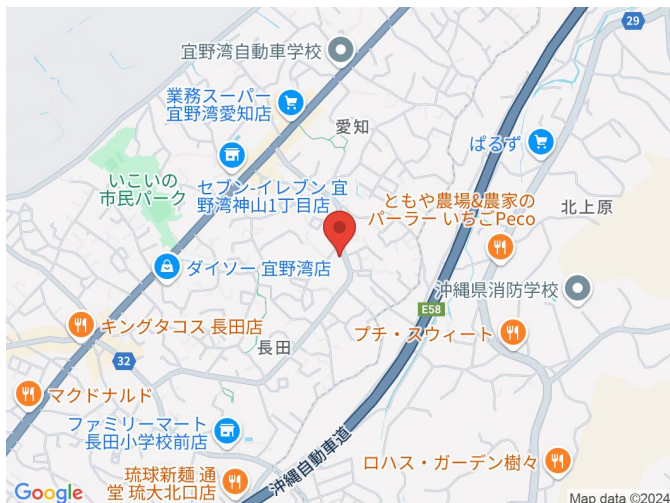 29
宜野湾自動車学校
業務スーパー
宜野湾愛知店
愛知
ぱるず
いこいの
市民パーク
セブン-イレブン 宜
野湾神山1丁目店
ともや農場&農家の
パーラー いちごPeco
北上原
ダイソー 宜野湾店
沖縄県消防学校
E58
キングタコス 長田店
プチ・スウィート
長田
32
マクドナルド
ファミリーマート
長田小学校前店
沖縄自動車道
琉球新麺 通
堂 琉大北口店
ロハス・ガーデン樹々
Google
Map data ©2024